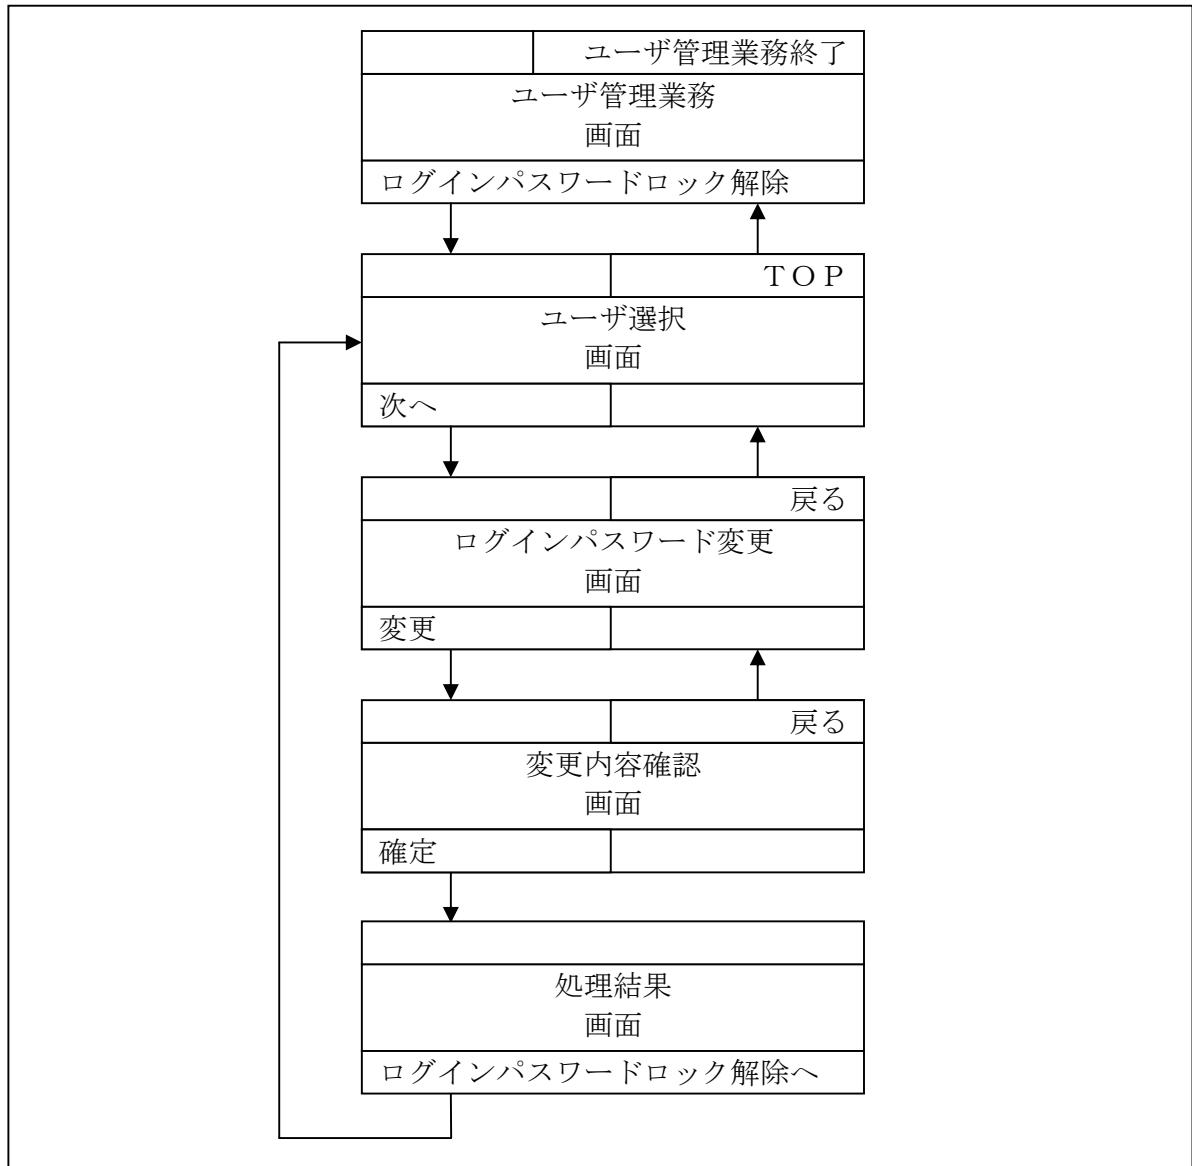 ユーザ管理業務終了
ユーザ管理業務
画面
ログインパスワードロック解除
ＴＯＰ
ユーザ選択
画面
次へ
戻る
ログインパスワード変更
画面
変更
戻る
変更内容確認
画面
確定
処理結果
画面
ログインパスワードロック解除へ